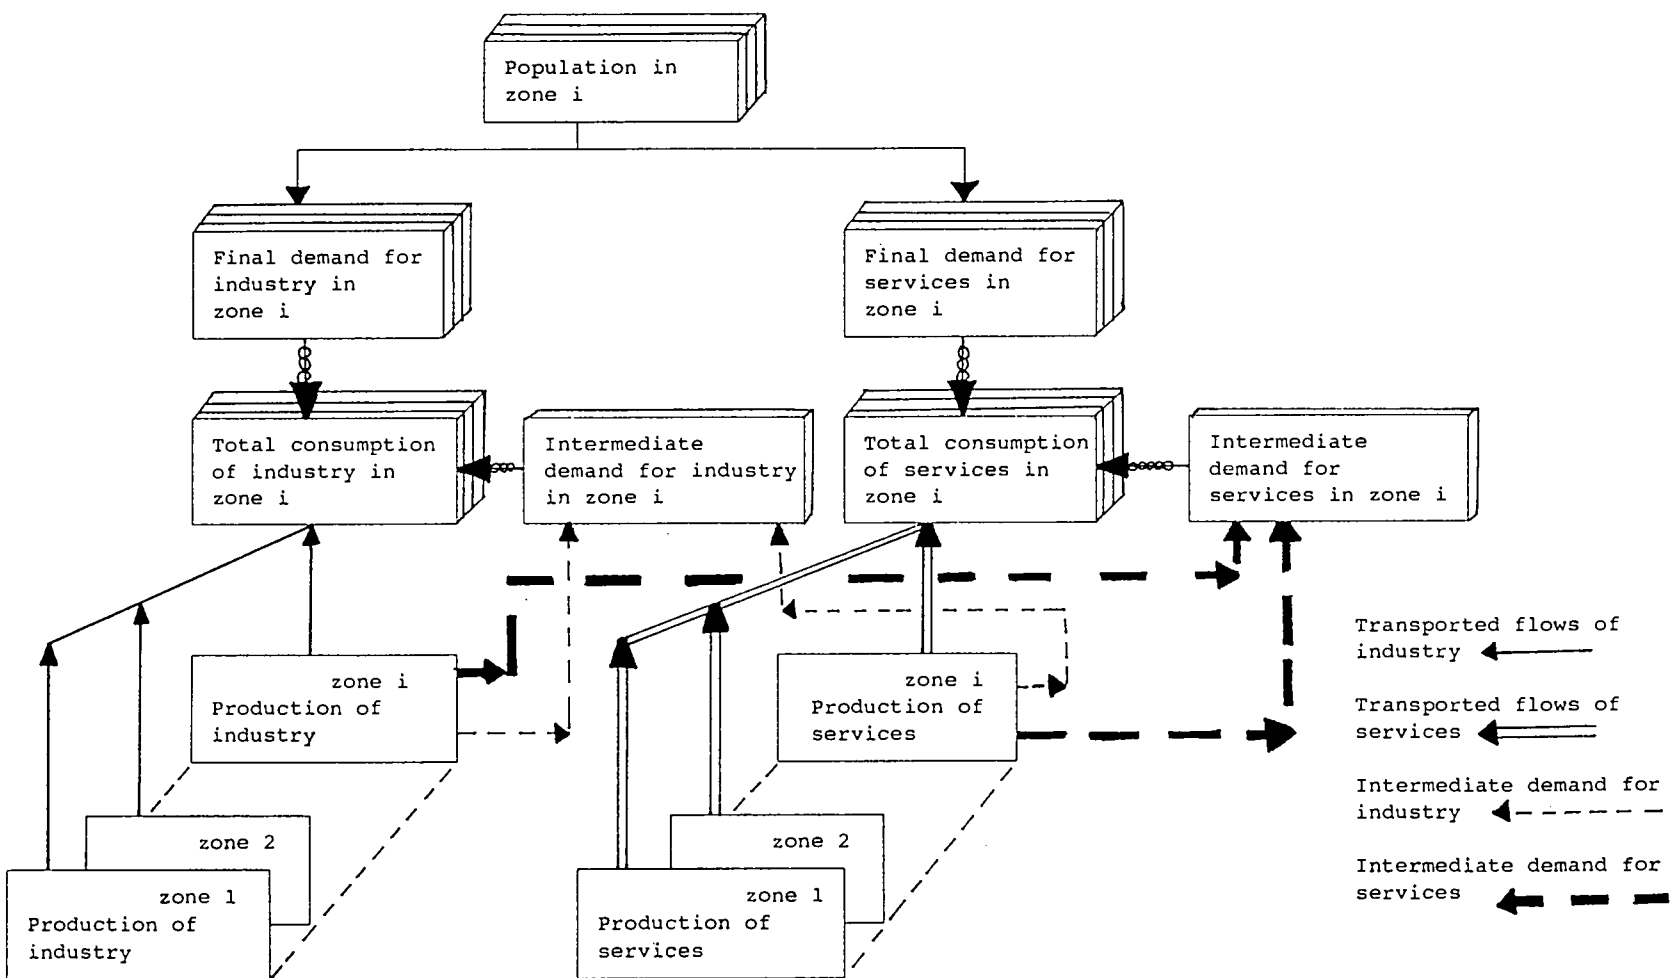 Population in
zone i
Final demand for
industry in
zone i
Final demand for
services in
zone i
Total consumption
of industry in
zone i
Intermediate
demand for industry
in zone i
Total consumption
of services in
zone i
Intermediate
demand for
services in zone i
zone i
Production of
industry
zone i
Production of
services
zone 2
zone 1
Production of
industry
zone 2
zone 1
Production of
services
Transported flows of
industry
Transported flows of
services
Intermediate demand for
industry
Intermediate demand for
services